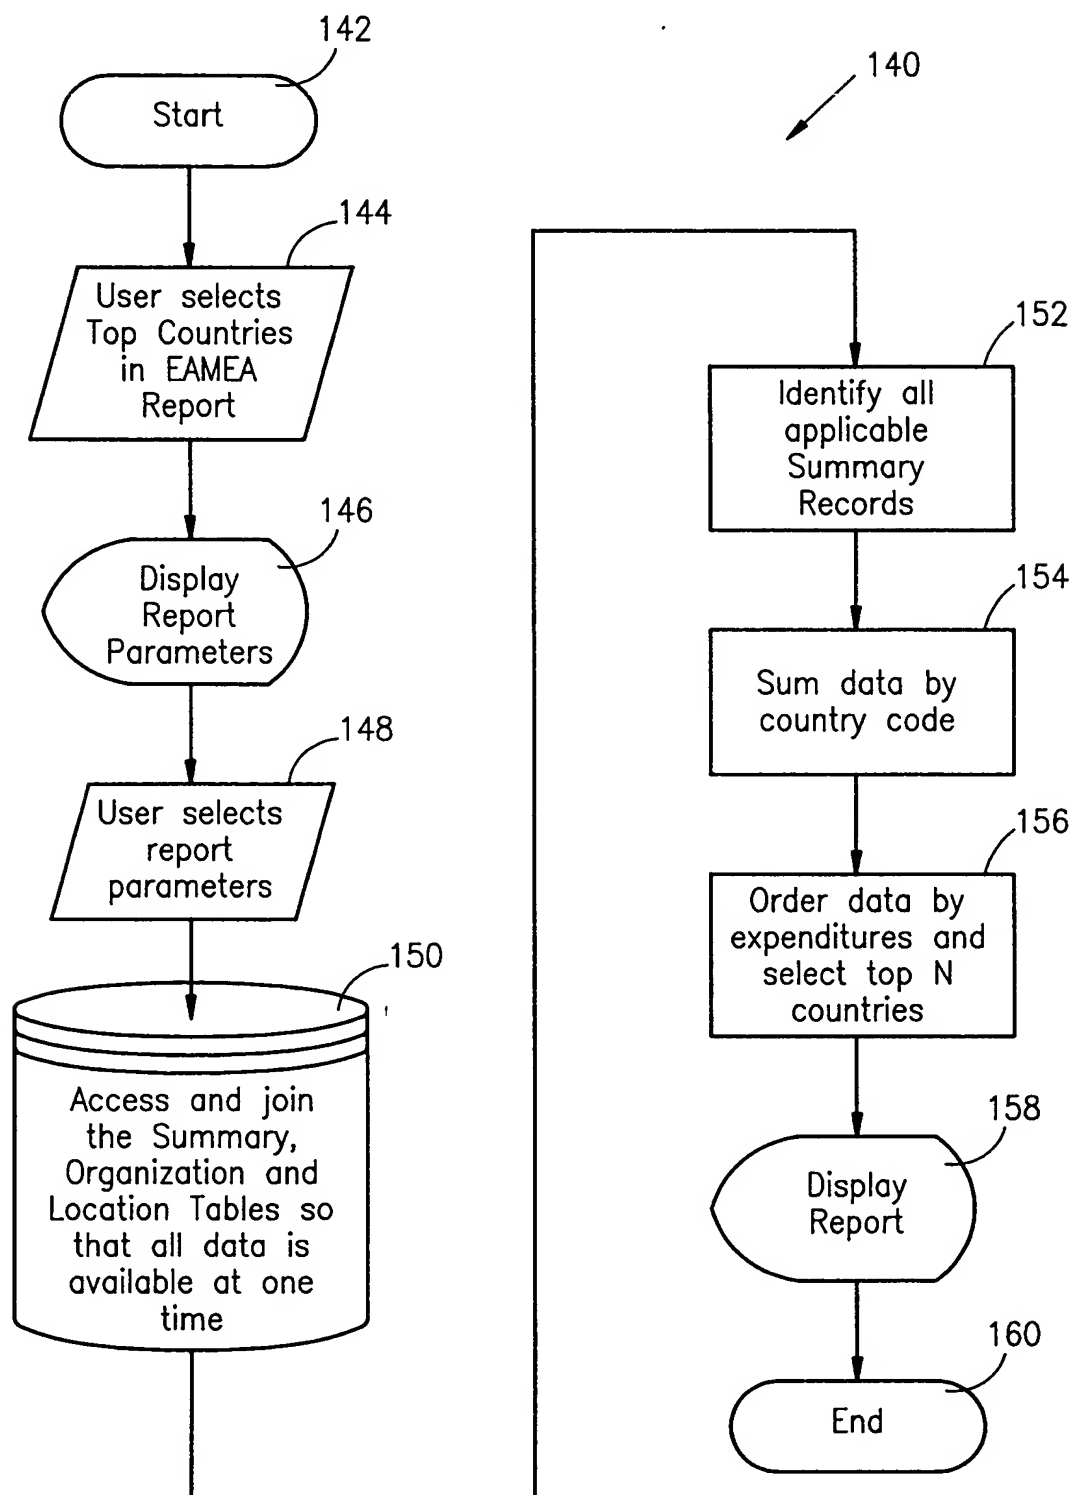 142
Start
144
User selects
Top Countries
in EAMEA
Report
146
Display
Report
Parameters
148
User selects
report
parameters
150
Access and join
the Summary,
Organization and
Location Tables so
that all data is
available at one
time
140
152
Identify all
applicable
Summary
Records
154
Sum data by
country code
156
Order data by
expenditures and
select top N
countries
158
Display
Report
160
End